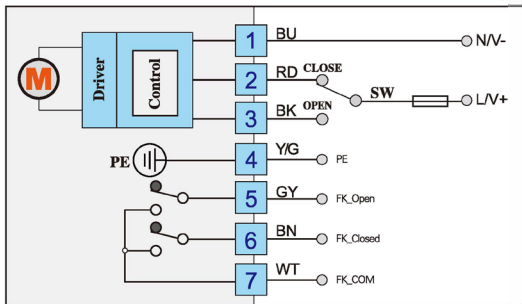 1 BU N/V-
M Driver Control 2 RD CLOSE SW L/V+
3 BK OPEN
PE 4 Y/G PE
5 GY FK_Open
6 BN FK_Closed
7 WT FK_COM